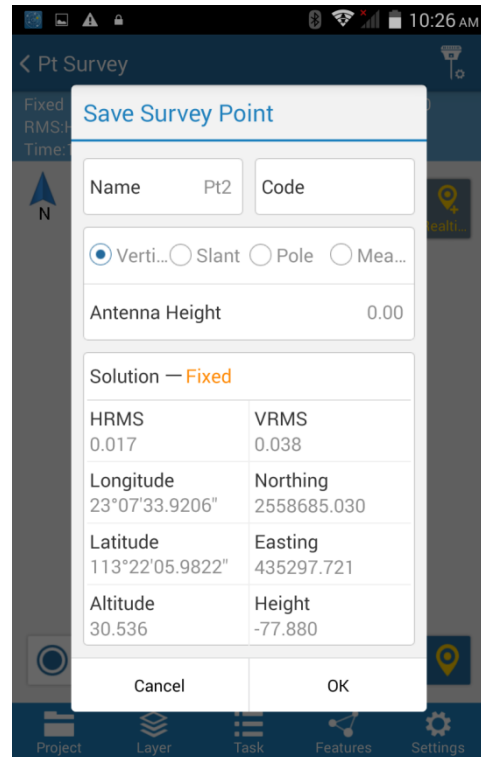 10:26 AM
Pt Survey
Fixed
RMS:H
Time:1
Save Survey Point
Name Pt2 Code
N
Verti... Slant Pole Mea...
Antenna Height 0.00
Solution — Fixed
HRMS VRMS
0.017 0.038
Longitude Northing
23°07'33.9206" 2558685.030
Latitude Easting
113°22'05.9822" 435297.721
Altitude Height
30.536 -77.880
Cancel OK
Project Layer Task Features Settings